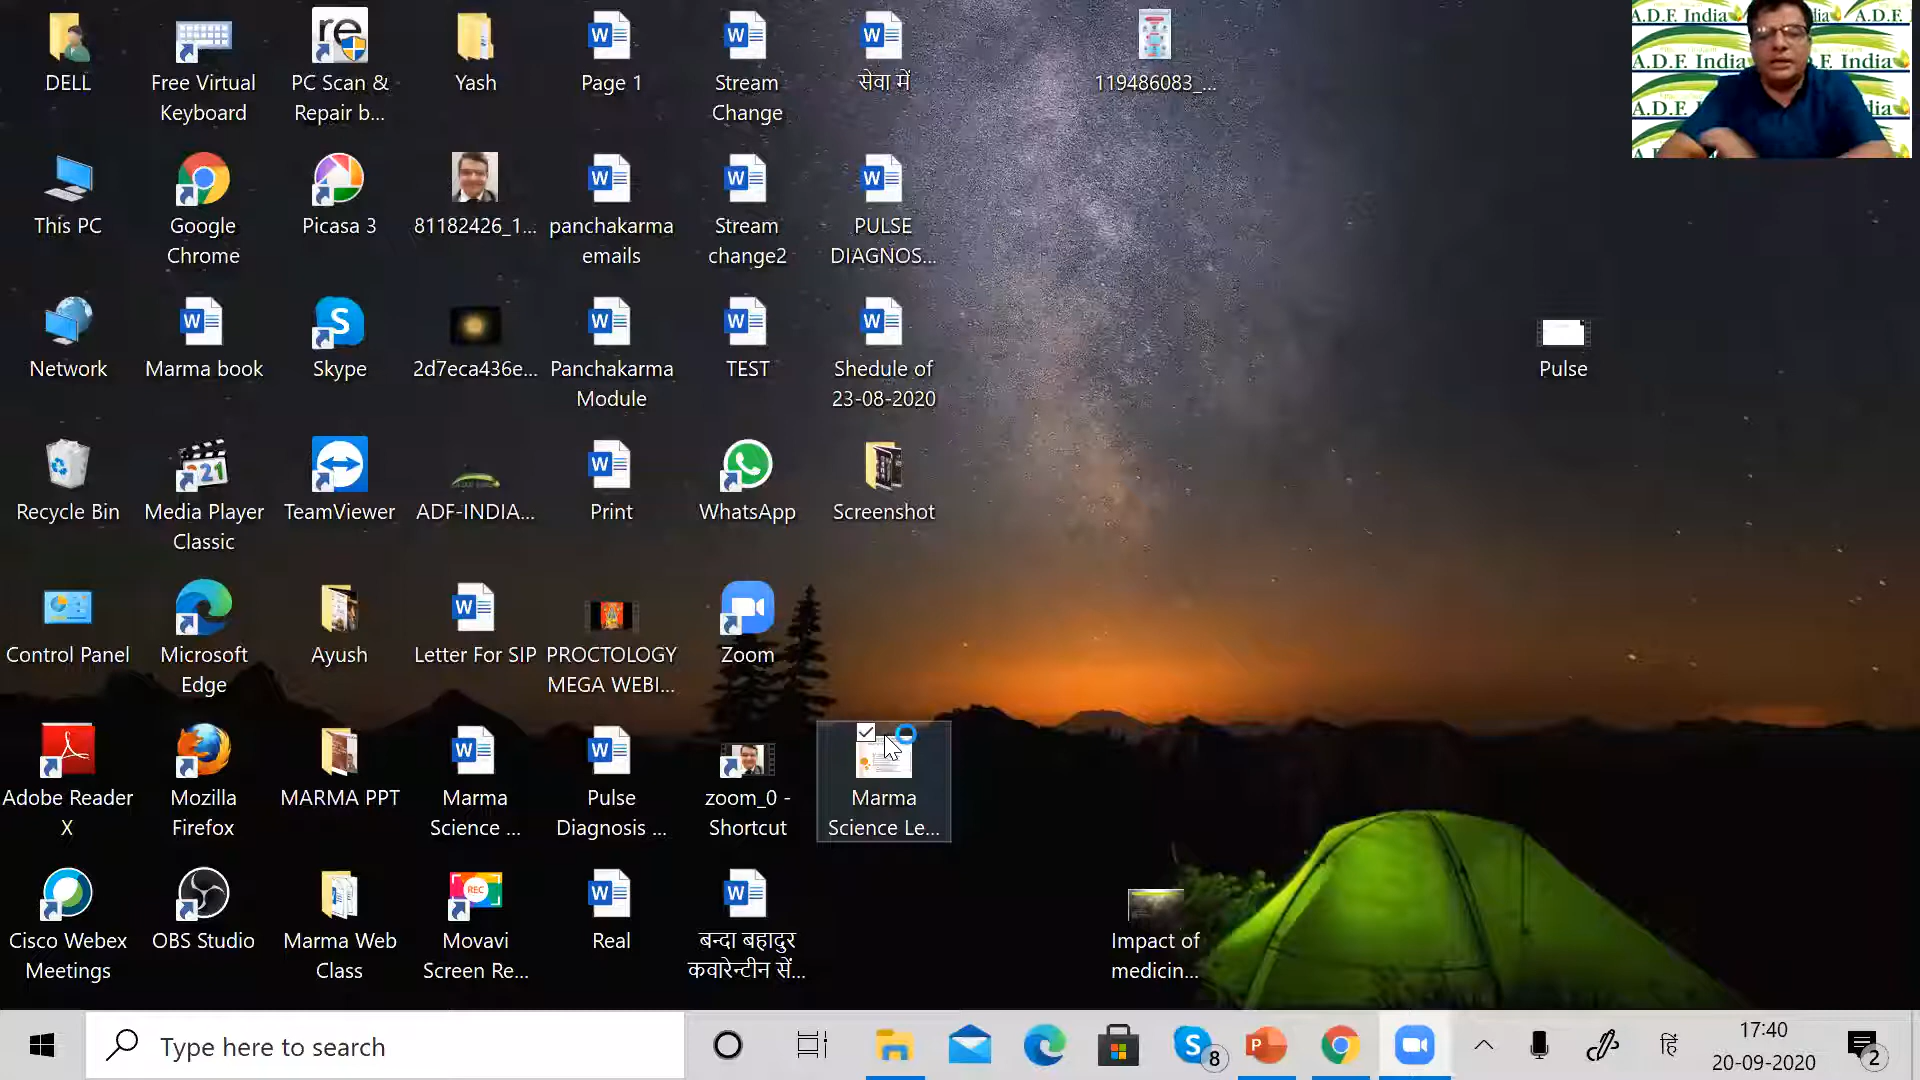 DELL
Free Virtual
Keyboard
PC Scan &
Repair b...
Yash
Page 1
Stream
Change
सेवा में
119486083_...
A.D.F. India
A.D.F.
A.D.F. India
F. India
This PC
Google
Chrome
Picasa 3
81182426_1...
panchakarma
emails
Stream
change2
PULSE
DIAGNOS...
Network
Marma book
Skype
2d7eca436e...
Panchakarma
Module
TEST
Shedule of
23-08-2020
Pulse
Recycle Bin
Media Player
Classic
TeamViewer
ADF-INDIA...
Print
WhatsApp
Screenshot
Control Panel
Microsoft
Edge
Ayush
Letter For SIP
PROCTOLOGY
MEGA WEBI...
Zoom
Adobe Reader
X
Mozilla
Firefox
MARMA PPT
Marma
Science ...
Pulse
Diagnosis ...
zoom_0 -
Shortcut
Marma
Science Le...
Cisco Webex
Meetings
OBS Studio
Marma Web
Class
REC
Movavi
Screen Re...
Real
बन्दा बहादुर
कवारेन्टीन सें...
Impact of
medicin...
Type here to search
8
हिं
17:40
20-09-2020
2